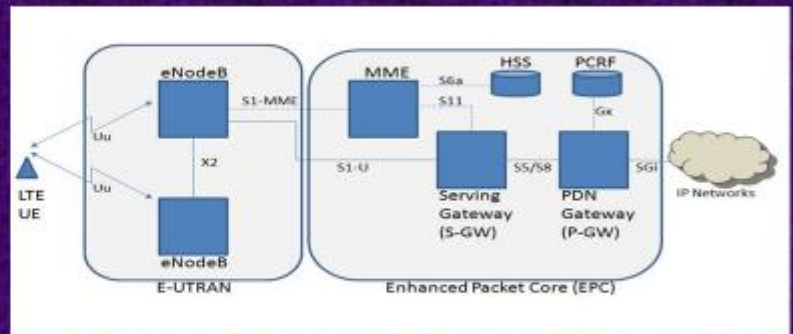 eNodeB
MME
HSS
PCRF
S6a
S1-MME
S11
Gx
Uu
X2
Uu
S1-U
S5/S8
SGi
LTE
UE
Serving
Gateway
(S-GW)
PDN
Gateway
(P-GW)
IP Networks
eNodeB
E-UTRAN
Enhanced Packet Core (EPC)